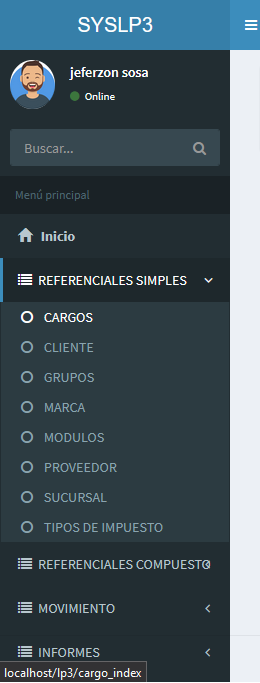 SYSLP3
jeferzon sosa
Online
Buscar...
Menú principal
Inicio
REFERENCIALES SIMPLES
CARGOS
CLIENTE
GRUPOS
MARCA
MODULOS
PROVEEDOR
SUCURSAL
TIPOS DE IMPUESTO
REFERENCIALES COMPUESTO
MOVIMIENTO
INFORMES
localhost/lp3/cargo_index